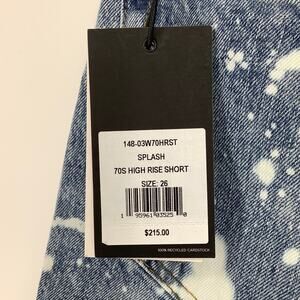 148-03W70HRST
SPLASH
70S HIGH RISE SHORT
SIZE: 26
1 95961 03525 0
$215.00
100% RECYCLED CARDSTOCK